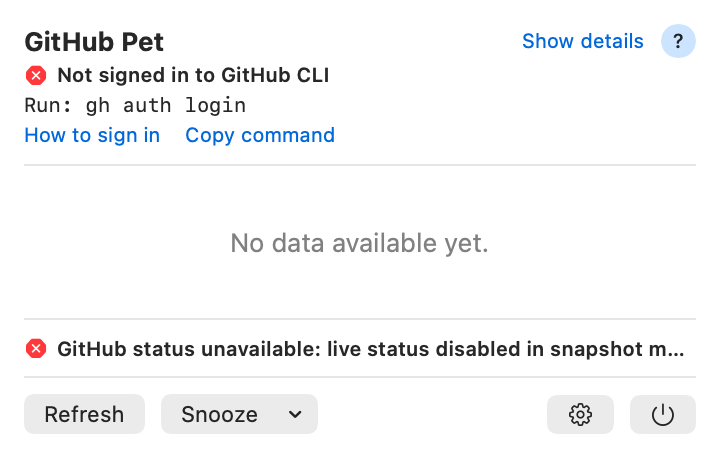 GitHub Pet
Show details
?
Not signed in to GitHub CLI
Run: gh auth login
How to sign in
Copy command
No data available yet.
GitHub status unavailable: live status disabled in snapshot m...
Refresh
Snooze